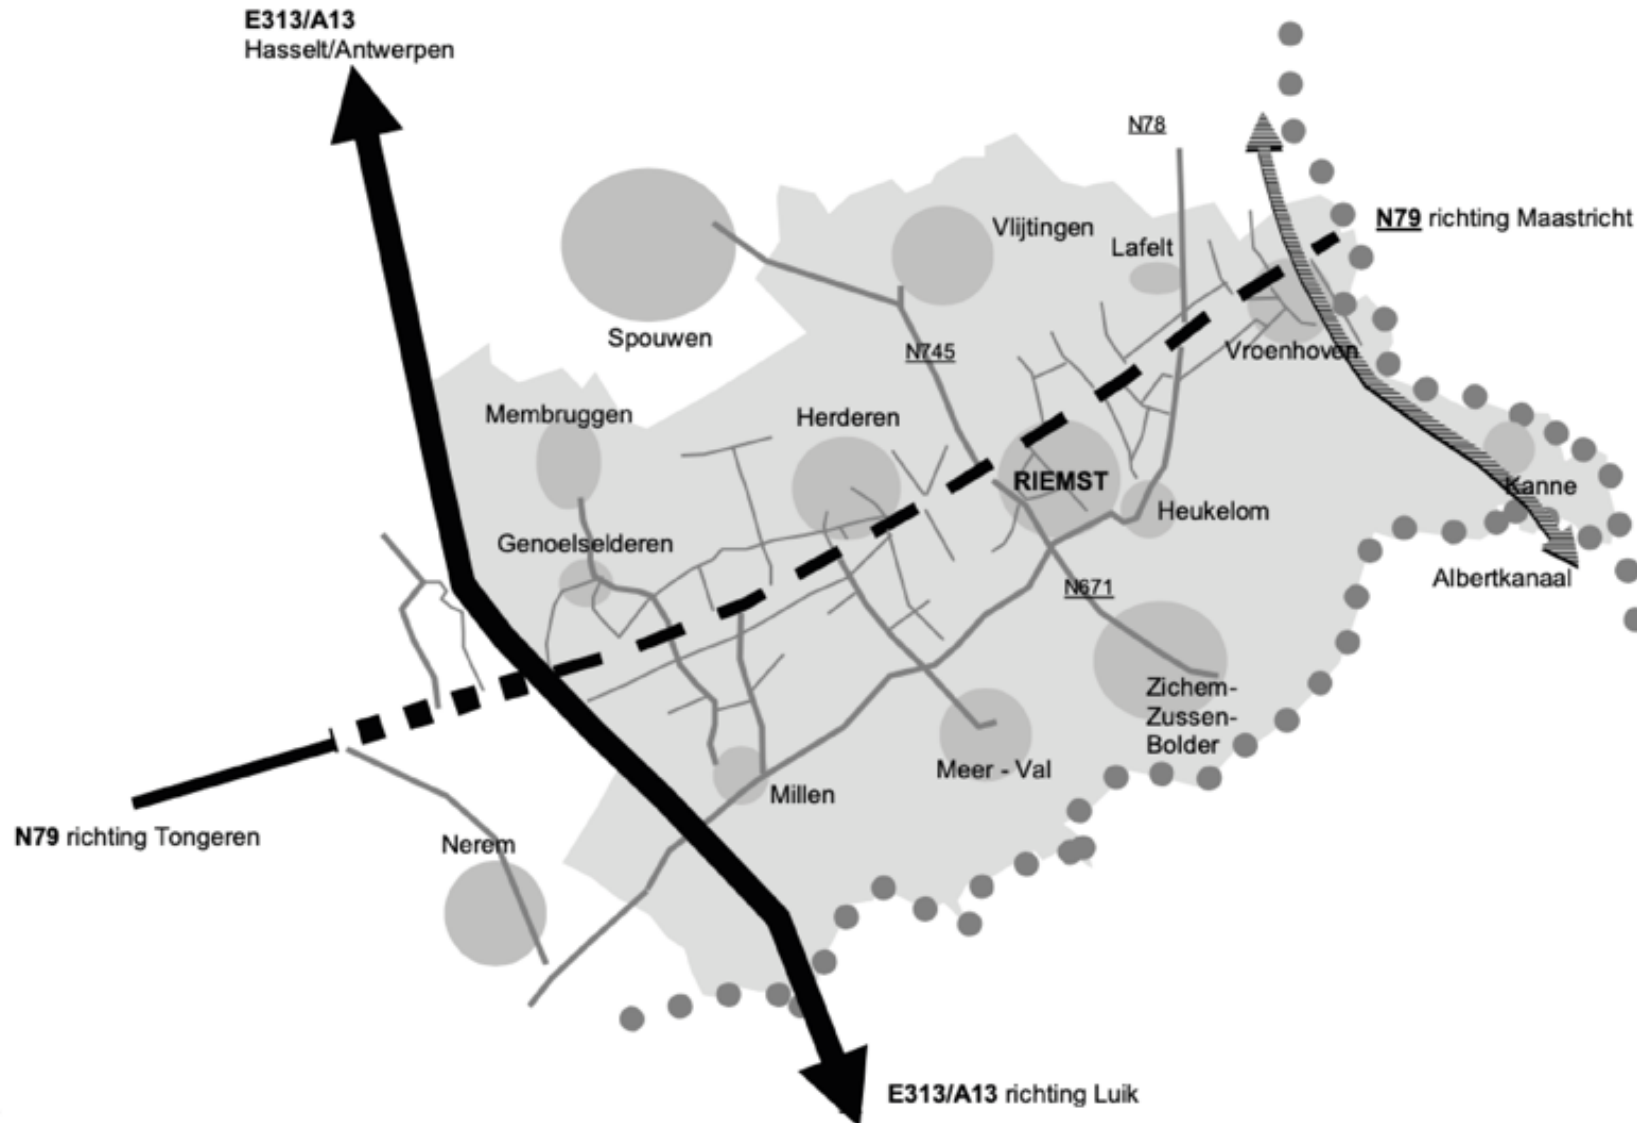 E313/A13
Hasselt/Antwerpen
N78
N79 richting Maastricht
Vlijtingen
Lafelt
Spouwen
N745
Vroenhoven
Membruggen
Herderen
RIEMST
Kanne
Heukelom
Genoelselderen
Albertkanaal
N671
Zichem-
Zussen-
Bolder
Meer - Val
Millen
N79 richting Tongeren
Nerem
E313/A13 richting Luik